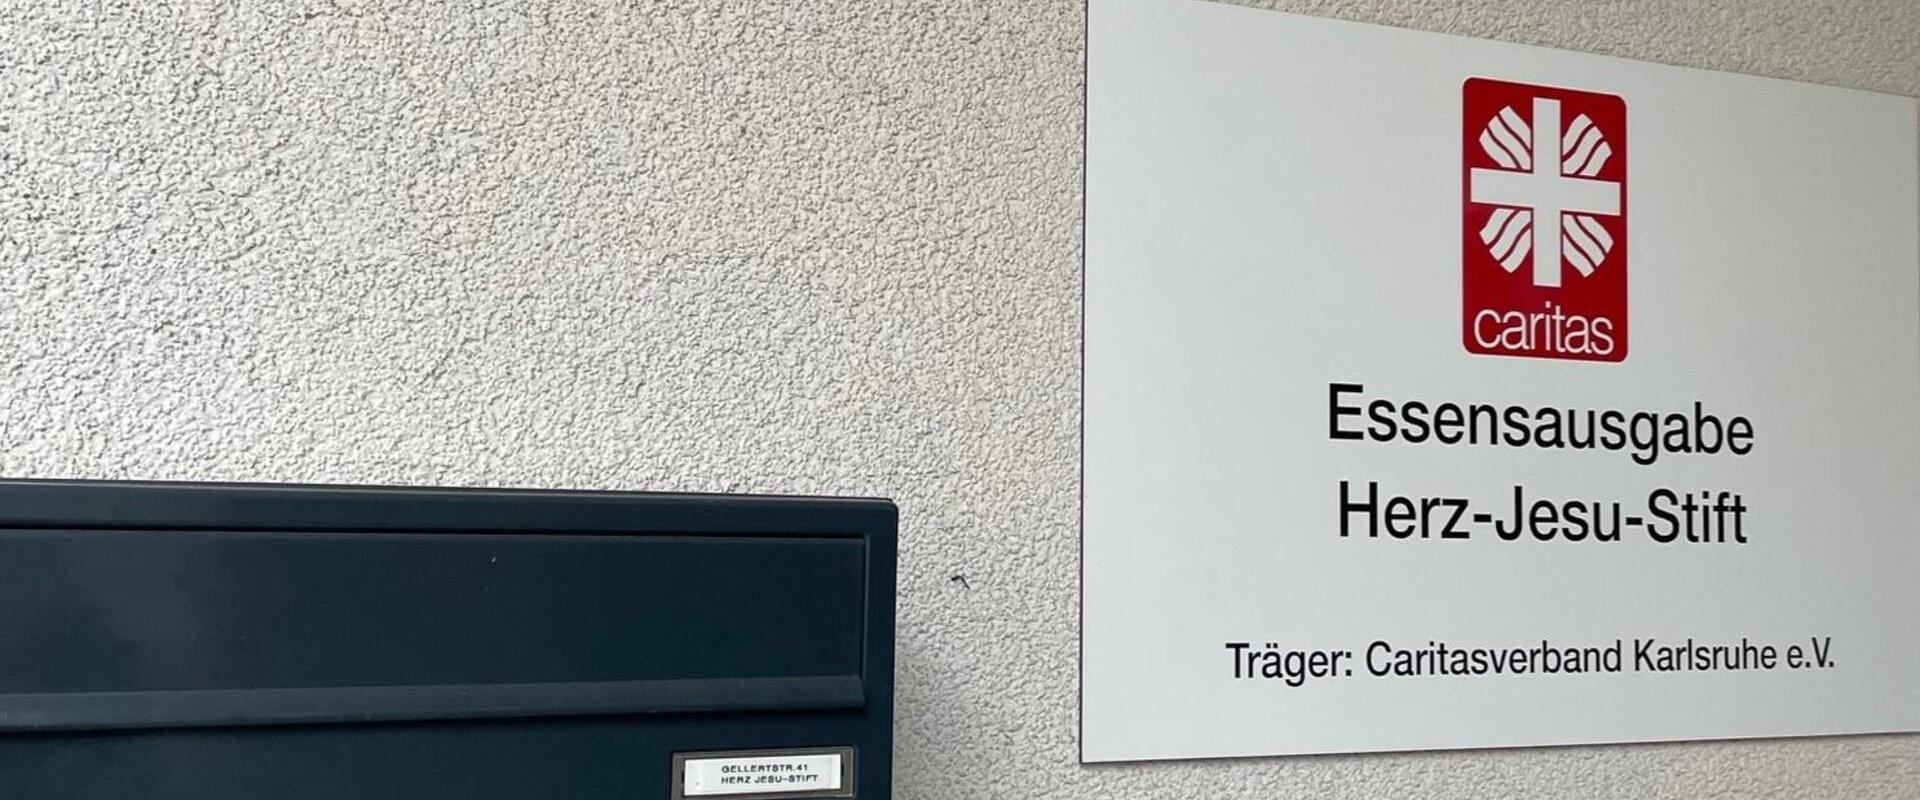 caritas
Essensausgabe
Herz-Jesu-Stift
Träger: Caritasverband Karlsruhe e.V.
GELLERTSTR.41
HERZ JESU-STIFT